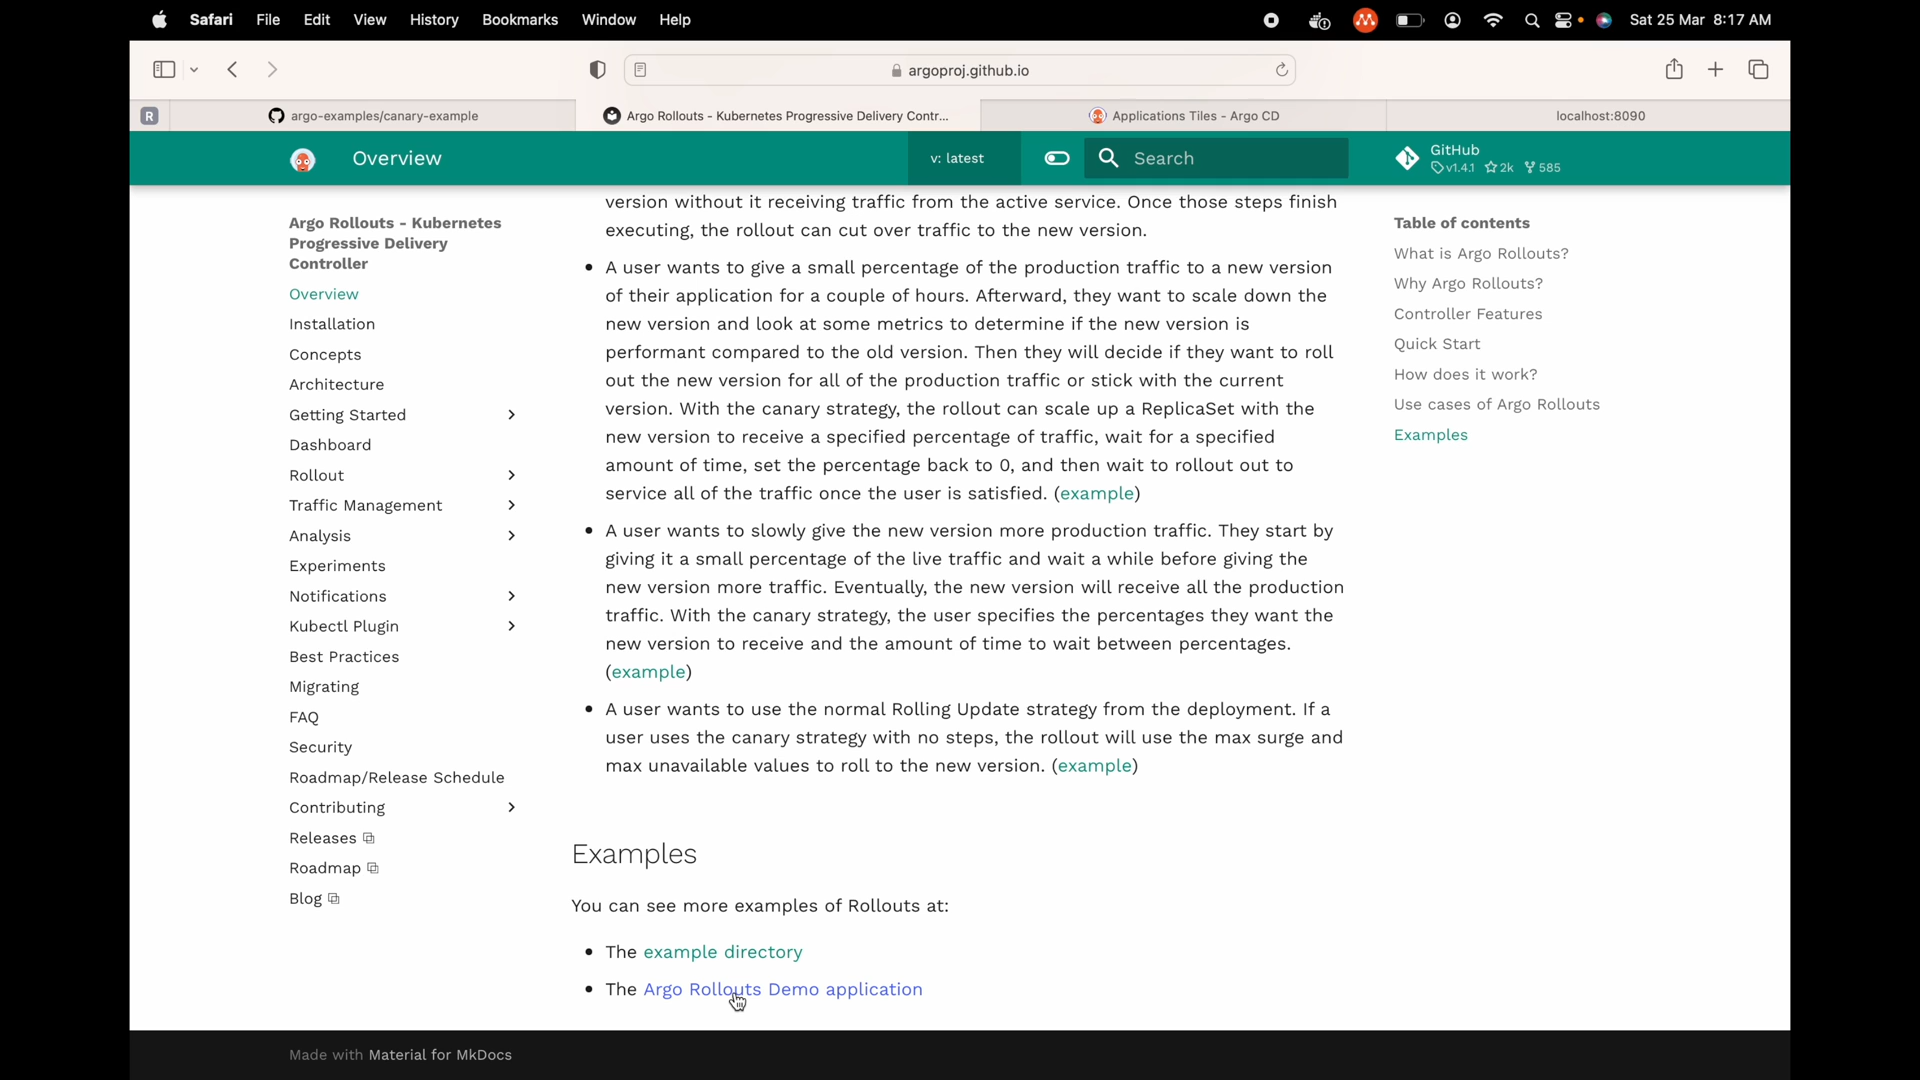 Safari File Edit View History Bookmarks Window Help Sat 25 Mar 8:17 AM
argoproj.github.io
R argo-examples/canary-example Argo Rollouts - Kubernetes Progressive Delivery Contr... Applications Tiles - Argo CD localhost:8090
Overview v: latest Search GitHub
v1.4.1 2k 585
Argo Rollouts - Kubernetes
Progressive Delivery
Controller
Overview
Installation
Concepts
Architecture
Getting Started
Dashboard
Rollout
Traffic Management
Analysis
Experiments
Notifications
Kubectl Plugin
Best Practices
Migrating
FAQ
Security
Roadmap/Release Schedule
Contributing
Releases
Roadmap
Blog
version without it receiving traffic from the active service. Once those steps finish
executing, the rollout can cut over traffic to the new version.
• A user wants to give a small percentage of the production traffic to a new version
of their application for a couple of hours. Afterward, they want to scale down the
new version and look at some metrics to determine if the new version is
performant compared to the old version. Then they will decide if they want to roll
out the new version for all of the production traffic or stick with the current
version. With the canary strategy, the rollout can scale up a ReplicaSet with the
new version to receive a specified percentage of traffic, wait for a specified
amount of time, set the percentage back to 0, and then wait to rollout out to
service all of the traffic once the user is satisfied. (example)
• A user wants to slowly give the new version more production traffic. They start by
giving it a small percentage of the live traffic and wait a while before giving the
new version more traffic. Eventually, the new version will receive all the production
traffic. With the canary strategy, the user specifies the percentages they want the
new version to receive and the amount of time to wait between percentages.
(example)
• A user wants to use the normal Rolling Update strategy from the deployment. If a
user uses the canary strategy with no steps, the rollout will use the max surge and
max unavailable values to roll to the new version. (example)
Examples
You can see more examples of Rollouts at:
• The example directory
• The Argo Rollouts Demo application
Table of contents
What is Argo Rollouts?
Why Argo Rollouts?
Controller Features
Quick Start
How does it work?
Use cases of Argo Rollouts
Examples
Made with Material for MkDocs